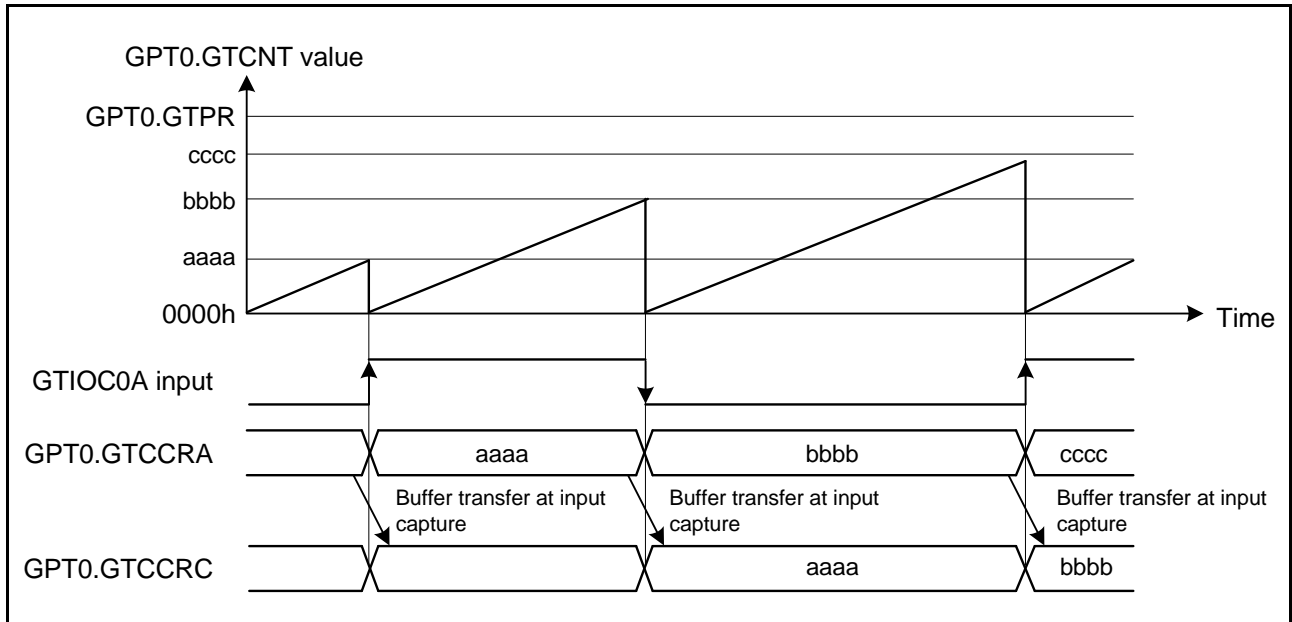 GPT0.GTCNT value
GPT0.GTPR
cccc
bbbb
aaaa
0000h
Time
GTIOC0A input
GPT0.GTCCRA
aaaa
bbbb
cccc
Buffer transfer at input
capture
Buffer transfer at input
capture
Buffer transfer at input
capture
GPT0.GTCCRC
aaaa
bbbb